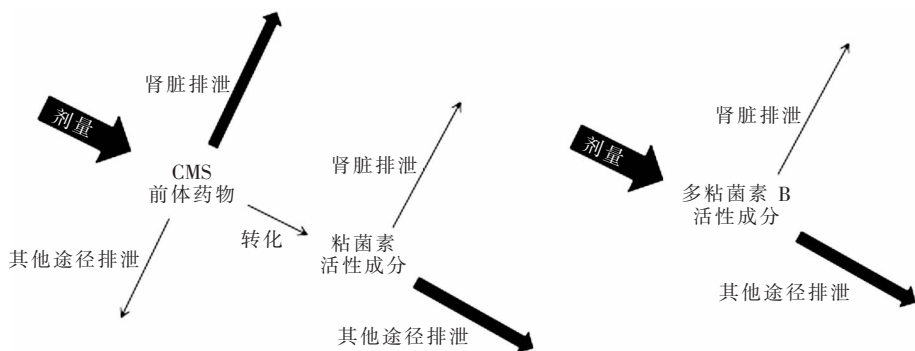 肾脏排泄
剂量
CMS
前体药物
其他途径排泄
转化
肾脏排泄
粘菌素
活性成分
其他途径排泄
剂量
肾脏排泄
多粘菌素 B
活性成分
其他途径排泄